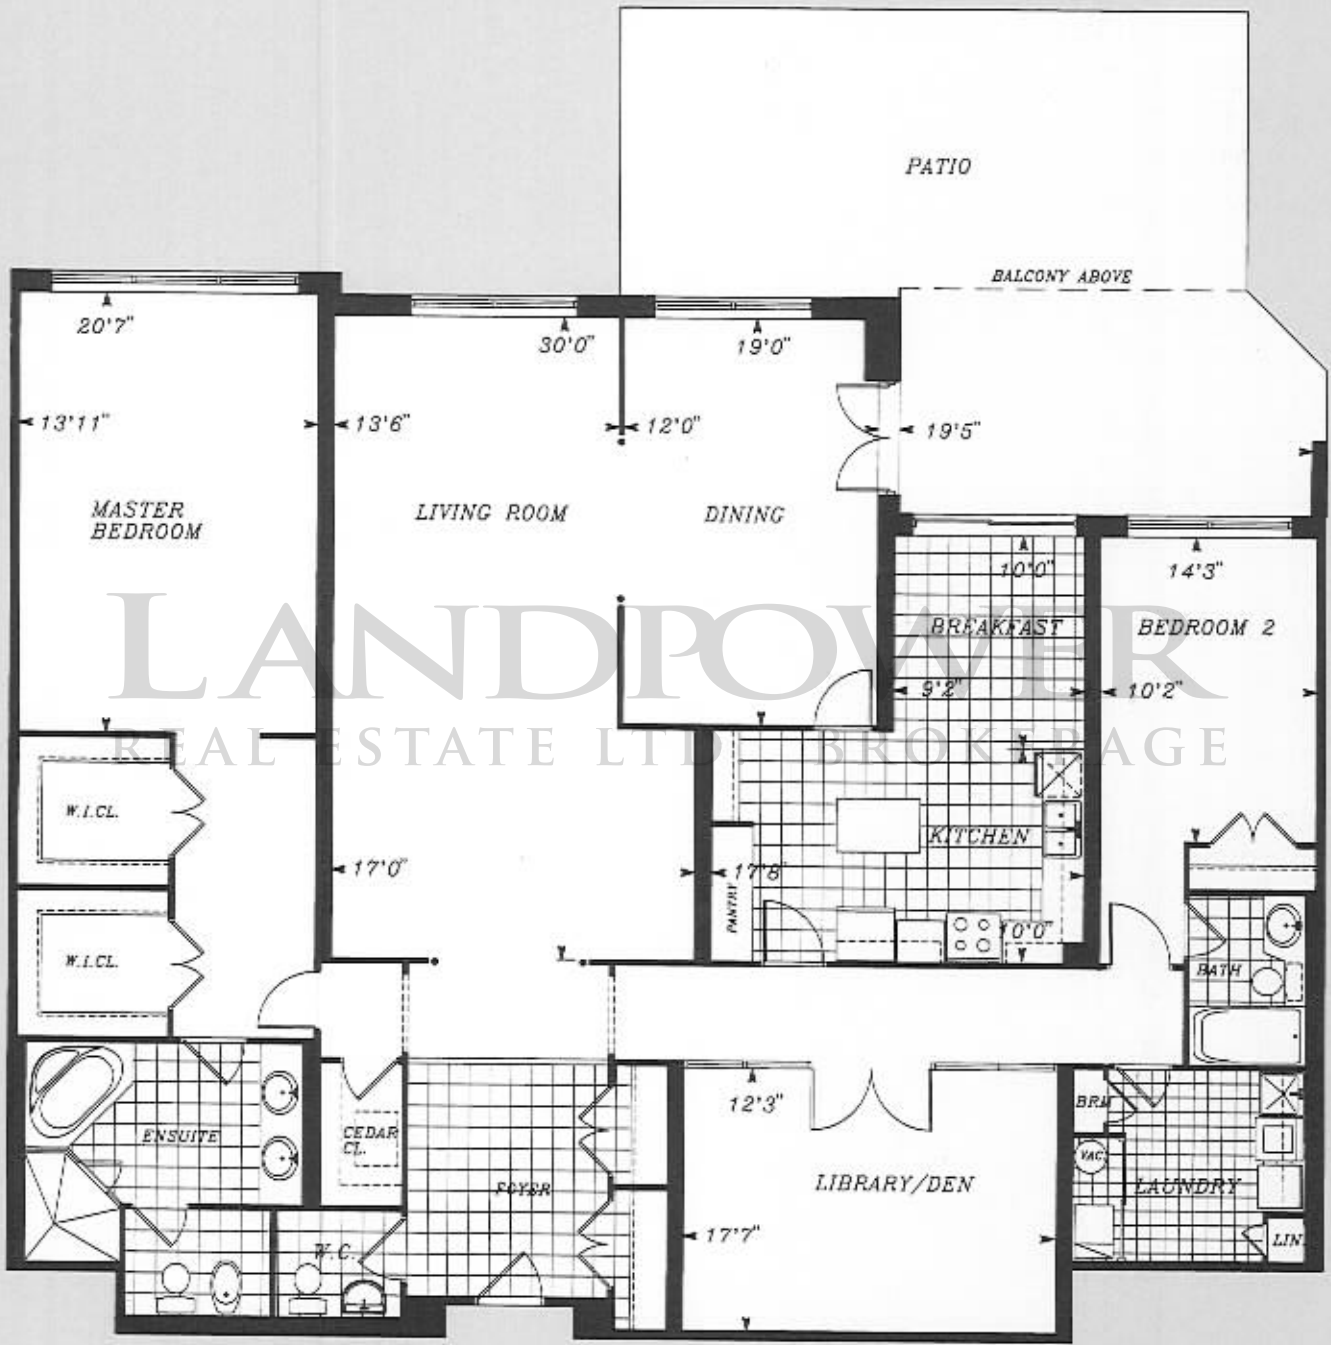 PATIO
BALCONY ABOVE
20'7"
30'0"
19'0"
13'11"
13'6"
12'0"
19'5"
MASTER
BEDROOM
LIVING ROOM
DINING
10'0"
14'3"
LANDPOWER
BREAKFAST
BEDROOM 2
9'2"
10'2"
REAL ESTATE LTD. BROKERAGE
W.I.CL.
KITCHEN
17'0"
17'8"
PANTRY
10'0"
W.I.CL.
BATH
12'3"
BRM
ENSUITE
CEDAR
CL.
VAC
FOYER
LIBRARY/DEN
LAUNDRY
17'7"
W.C.
LIN.